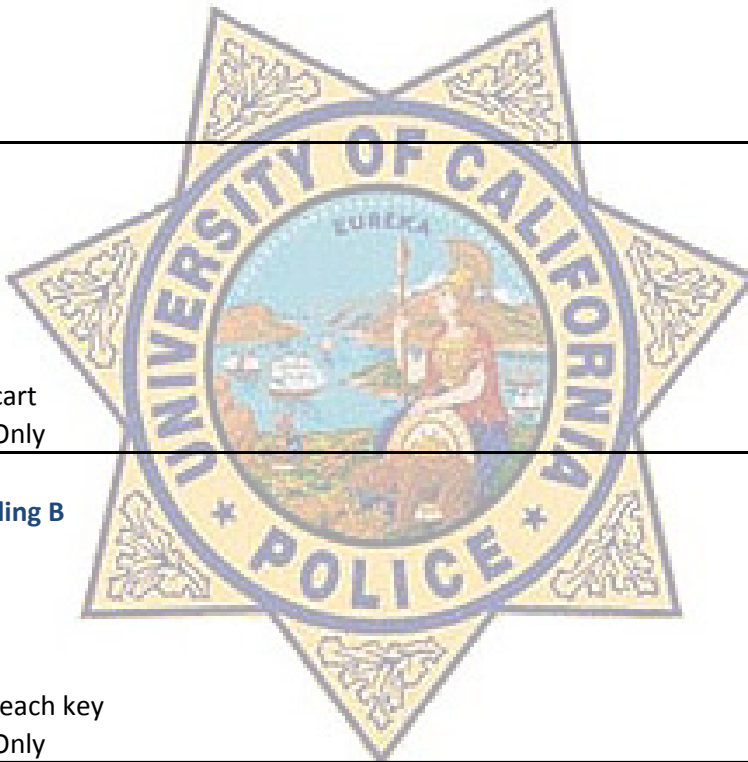 UNIVERSITY OF CALIFORNIA
EUREKA
cart
Only
ling B
* POLICE *
each key
Only